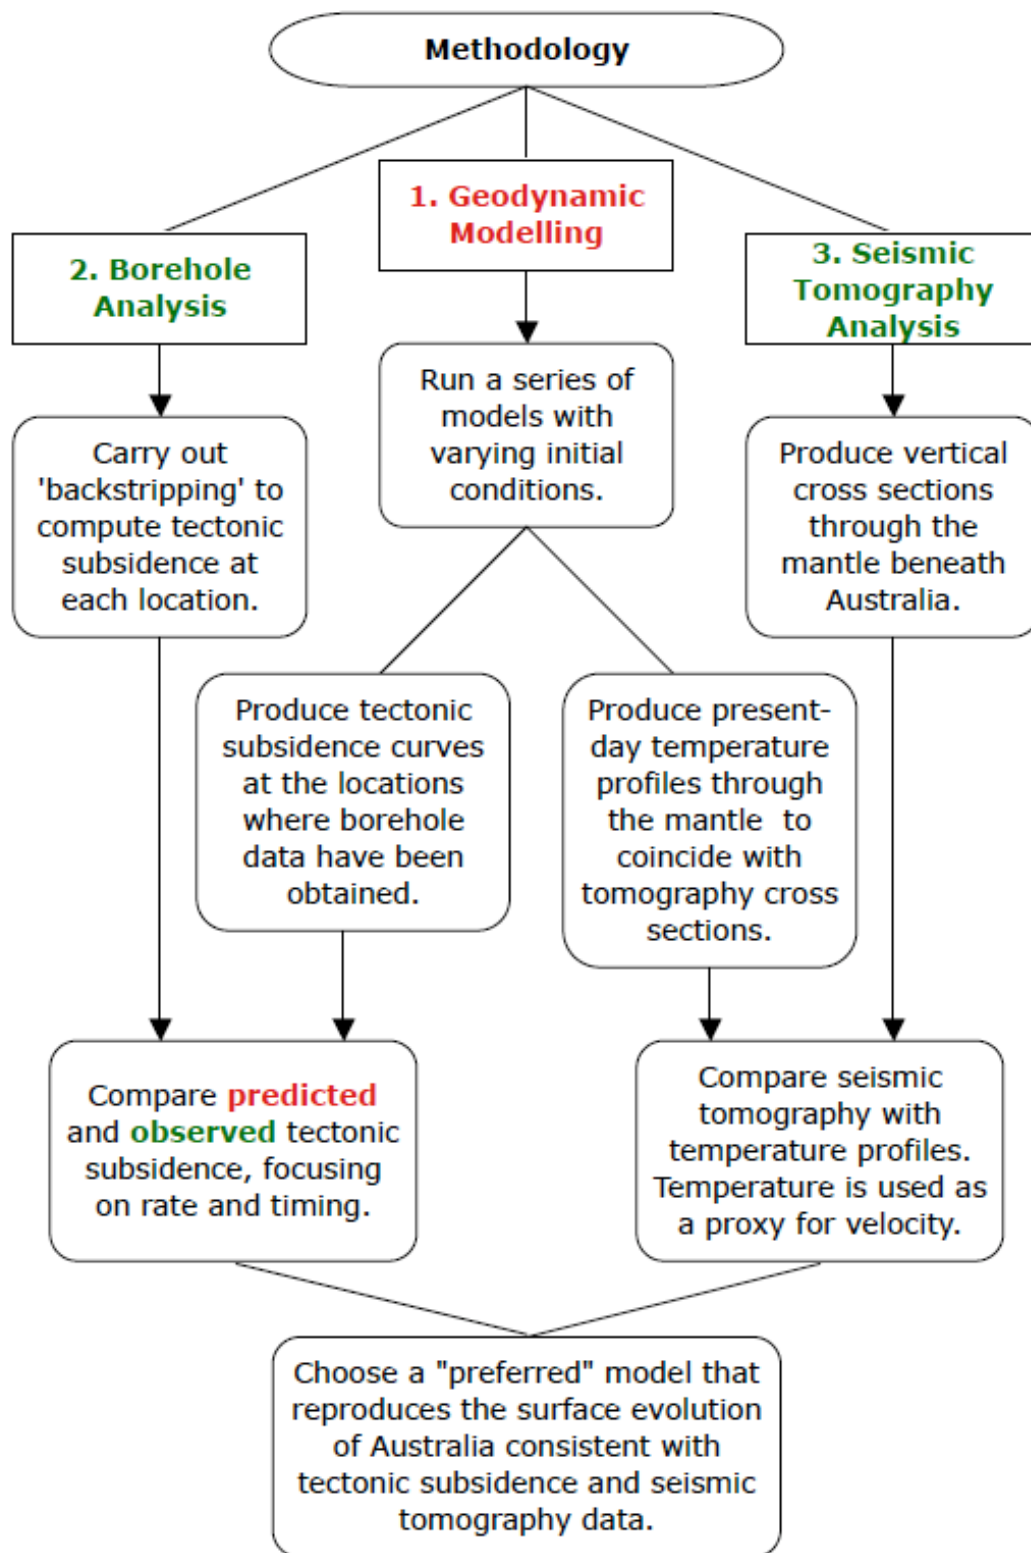 Methodology
1. Geodynamic
Modelling
2. Borehole
Analysis
3. Seismic
Tomography
Analysis
Run a series of
models with
varying initial
conditions.
Carry out
'backstripping' to
compute tectonic
subsidence at
each location.
Produce vertical
cross sections
through the
mantle beneath
Australia.
Produce tectonic
subsidence curves
at the locations
where borehole
data have been
obtained.
Produce present-
day temperature
profiles through
the mantle to
coincide with
tomography cross
sections.
Compare predicted
and observed tectonic
subsidence, focusing
on rate and timing.
Compare seismic
tomography with
temperature profiles.
Temperature is used as
a proxy for velocity.
Choose a "preferred" model that
reproduces the surface evolution
of Australia consistent with
tectonic subsidence and seismic
tomography data.